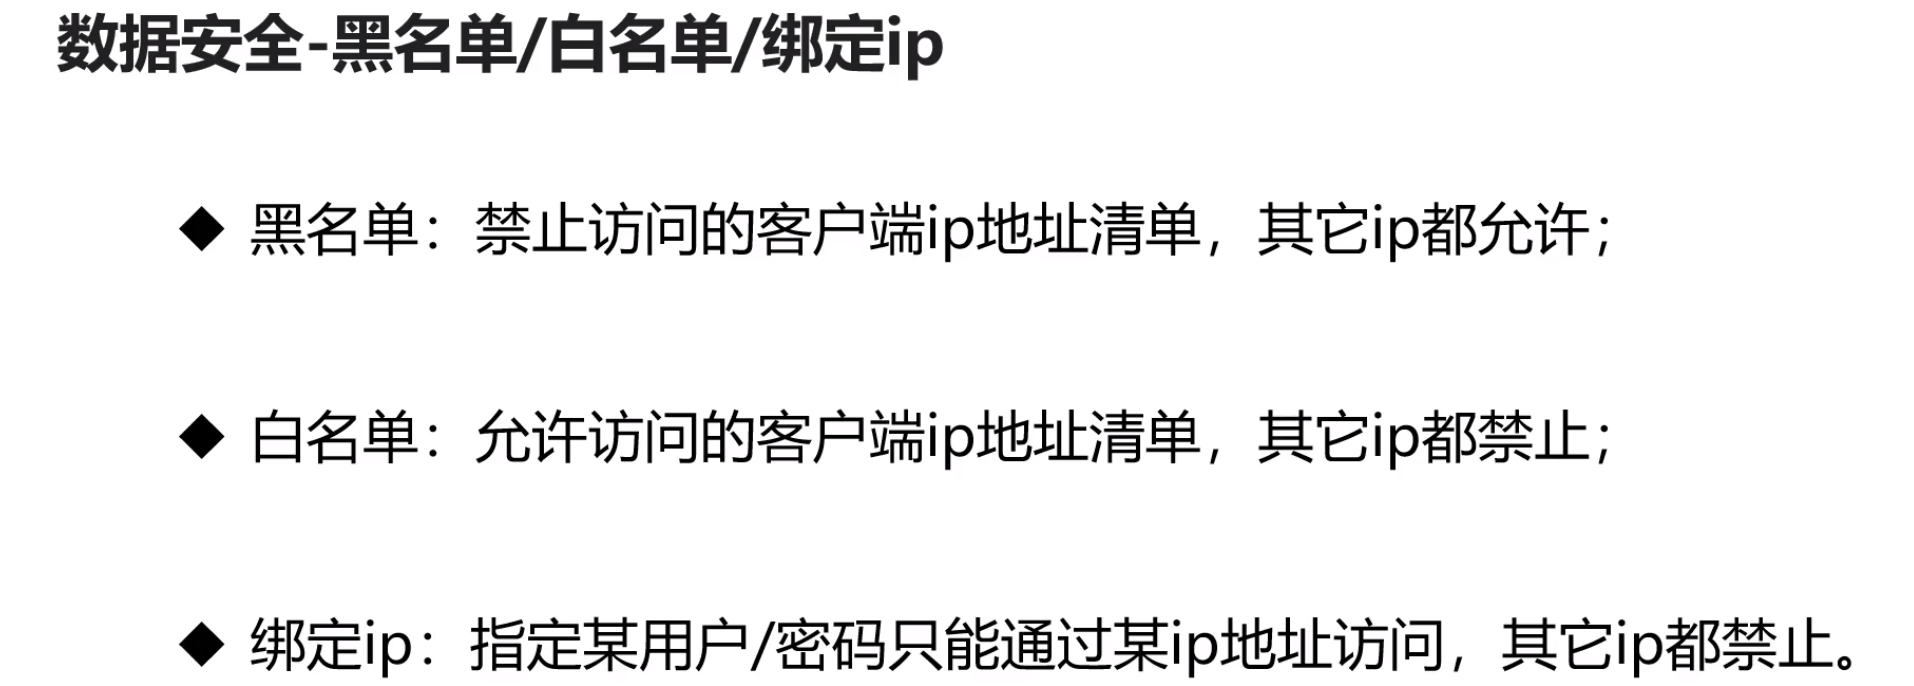 数据安全-黑名单/白名单/绑定ip
◆ 黑名单：禁止访问的客户端ip地址清单，其它ip都允许；
◆ 白名单：允许访问的客户端ip地址清单，其它ip都禁止；
◆ 绑定ip：指定某用户/密码只能通过某ip地址访问，其它ip都禁止。